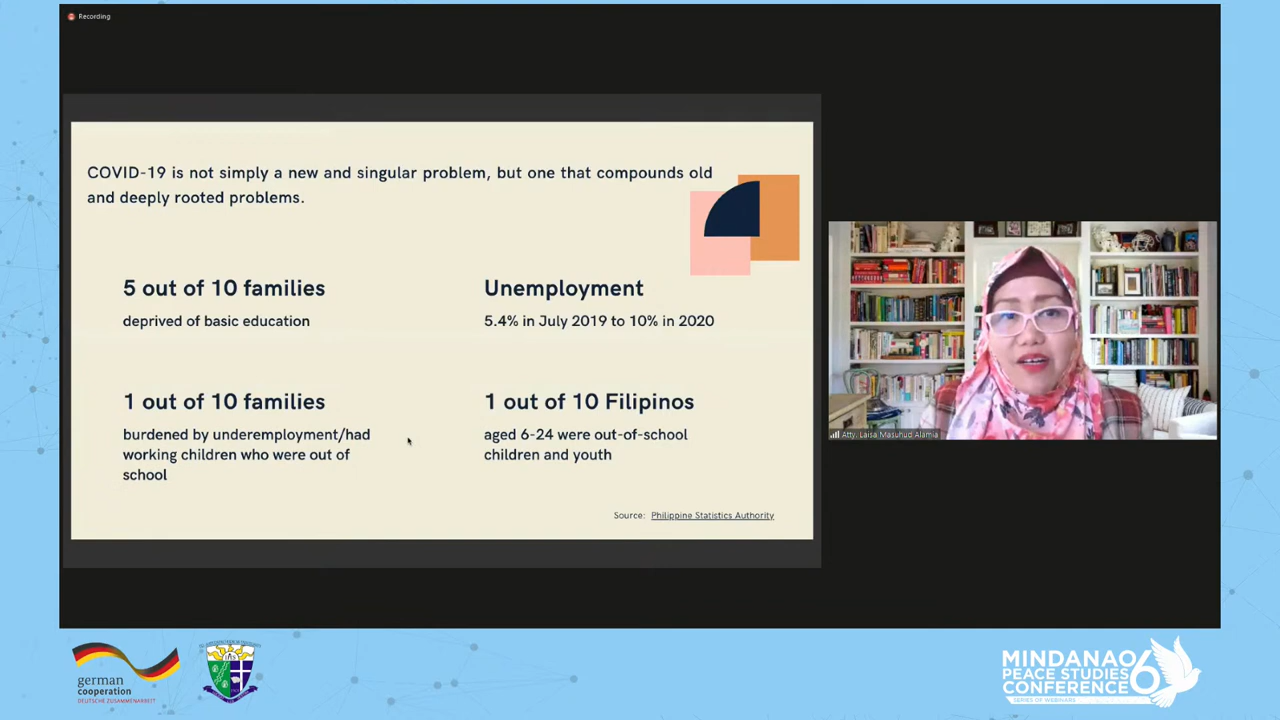 Recording
COVID-19 is not simply a new and singular problem, but one that compounds old
and deeply rooted problems.
5 out of 10 families
deprived of basic education
Unemployment
5.4% in July 2019 to 10% in 2020
1 out of 10 families
burdened by underemployment/had
working children who were out of
school
1 out of 10 Filipinos
aged 6-24 were out-of-school
children and youth
Source: Philippine Statistics Authority
Atty. Laisa Masuhud Alamia
german
cooperation
DEUTSCHE ZUSAMMENARBEIT
MINDANAO
PEACE STUDIES
CONFERENCE
6
SERIES OF WEBINARS